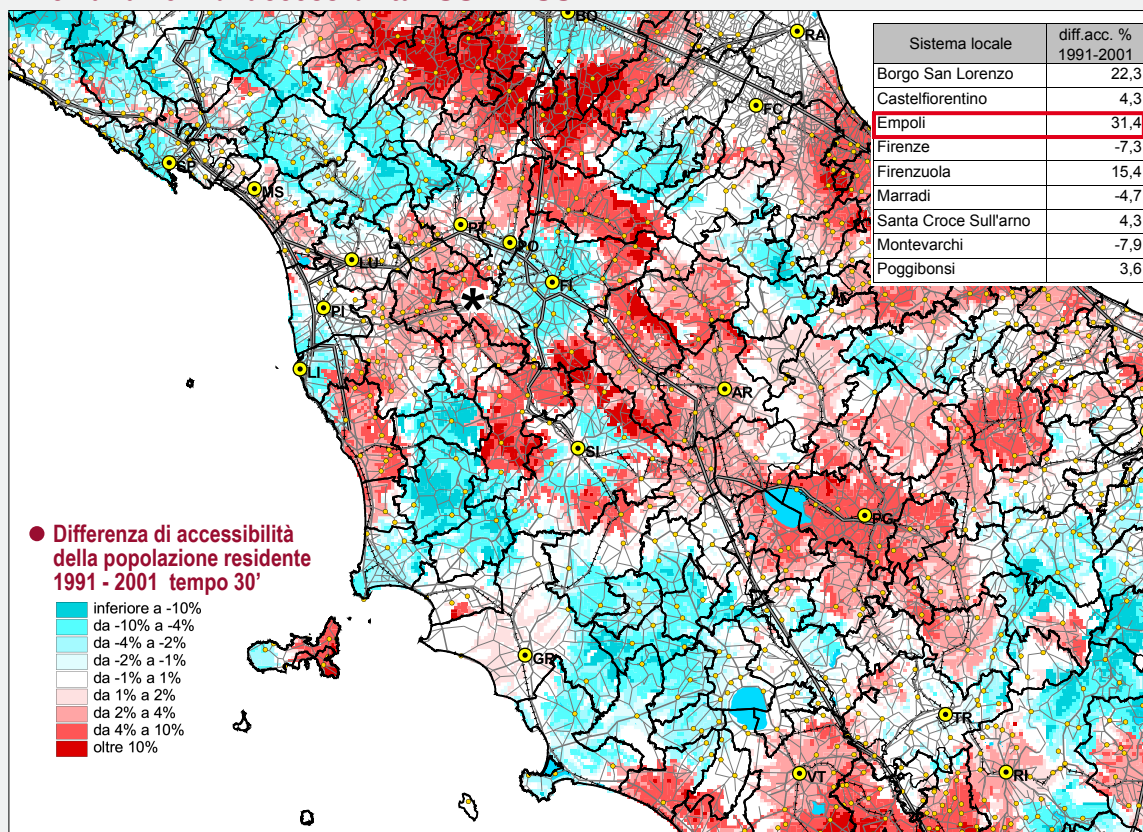 Sistema locale diff.acc. % 1991-2001
Borgo San Lorenzo 22,3
Castelfiorentino 4,3
Empoli 31,4
Firenze -7,3
Firenzuola 15,4
Marradi -4,7
Santa Croce Sull'arno 4,3
Montevarchi -7,9
Poggibonsi 3,6
BO
RA
FC
SP
MS
PT
PO
LU
FI
PI
*
LI
AR
SI
PG
GR
TR
VT
RI
● Differenza di accessibilità
della popolazione residente
1991 - 2001 tempo 30'
inferiore a -10%
da -10% a -4%
da -4% a -2%
da -2% a -1%
da -1% a 1%
da 1% a 2%
da 2% a 4%
da 4% a 10%
oltre 10%